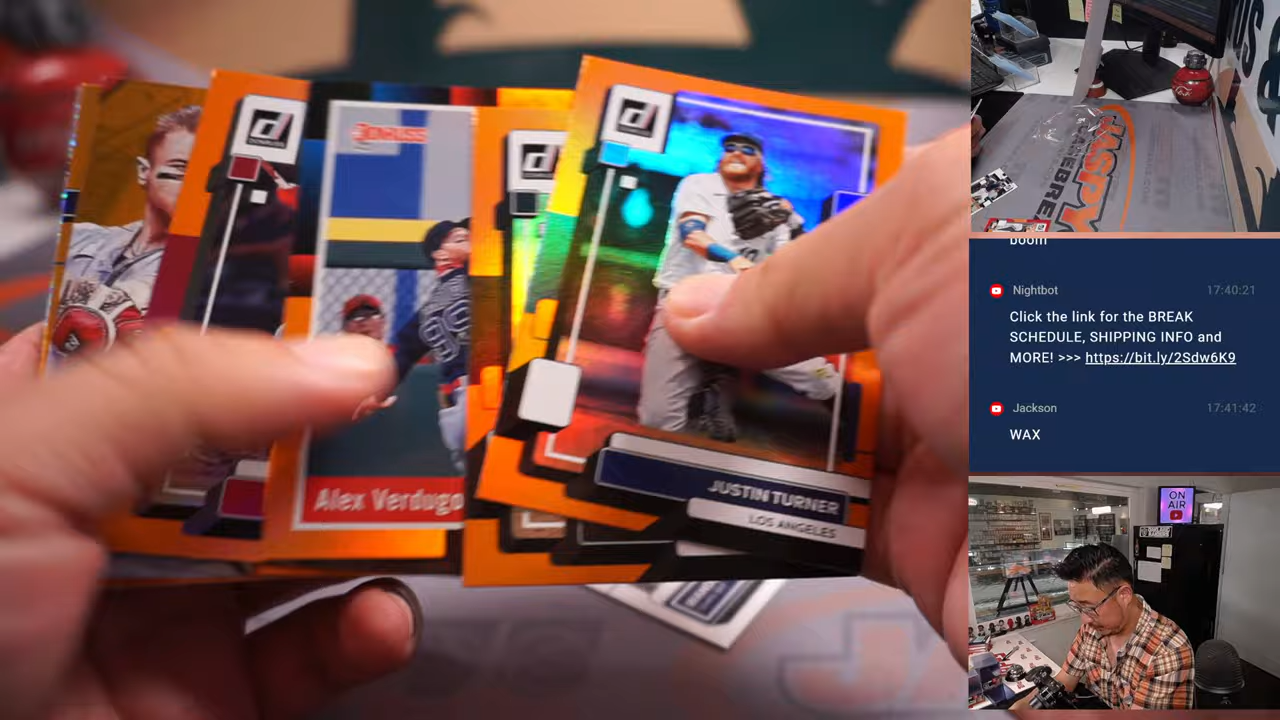 DONRUSS
Alex Verdugo
JUSTIN TURNER
LOS ANGELES
JASPY
boom
Nightbot
17:40:21
Click the link for the BREAK
SCHEDULE, SHIPPING INFO and
MORE! >>> https://bit.ly/2Sdw6K9
Jackson
17:41:42
WAX
ON
AIR